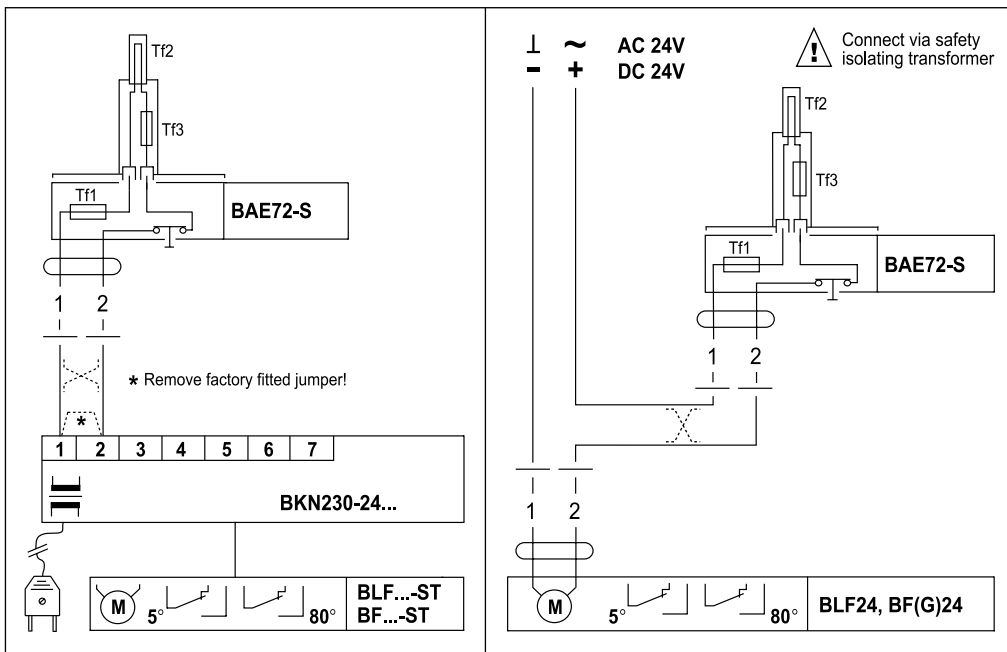 Tf2
Tf3
Tf1
BAE72-S
1 2
* Remove factory fitted jumper!
*
1 2 3 4 5 6 7
BKN230-24...
M 5° 80°
BLF...-ST
BF...-ST
⊥ ~ AC 24V
- + DC 24V
! Connect via safety
isolating transformer
Tf2
Tf3
Tf1
BAE72-S
1 2
1 2
M 5° 80°
BLF24, BF(G)24